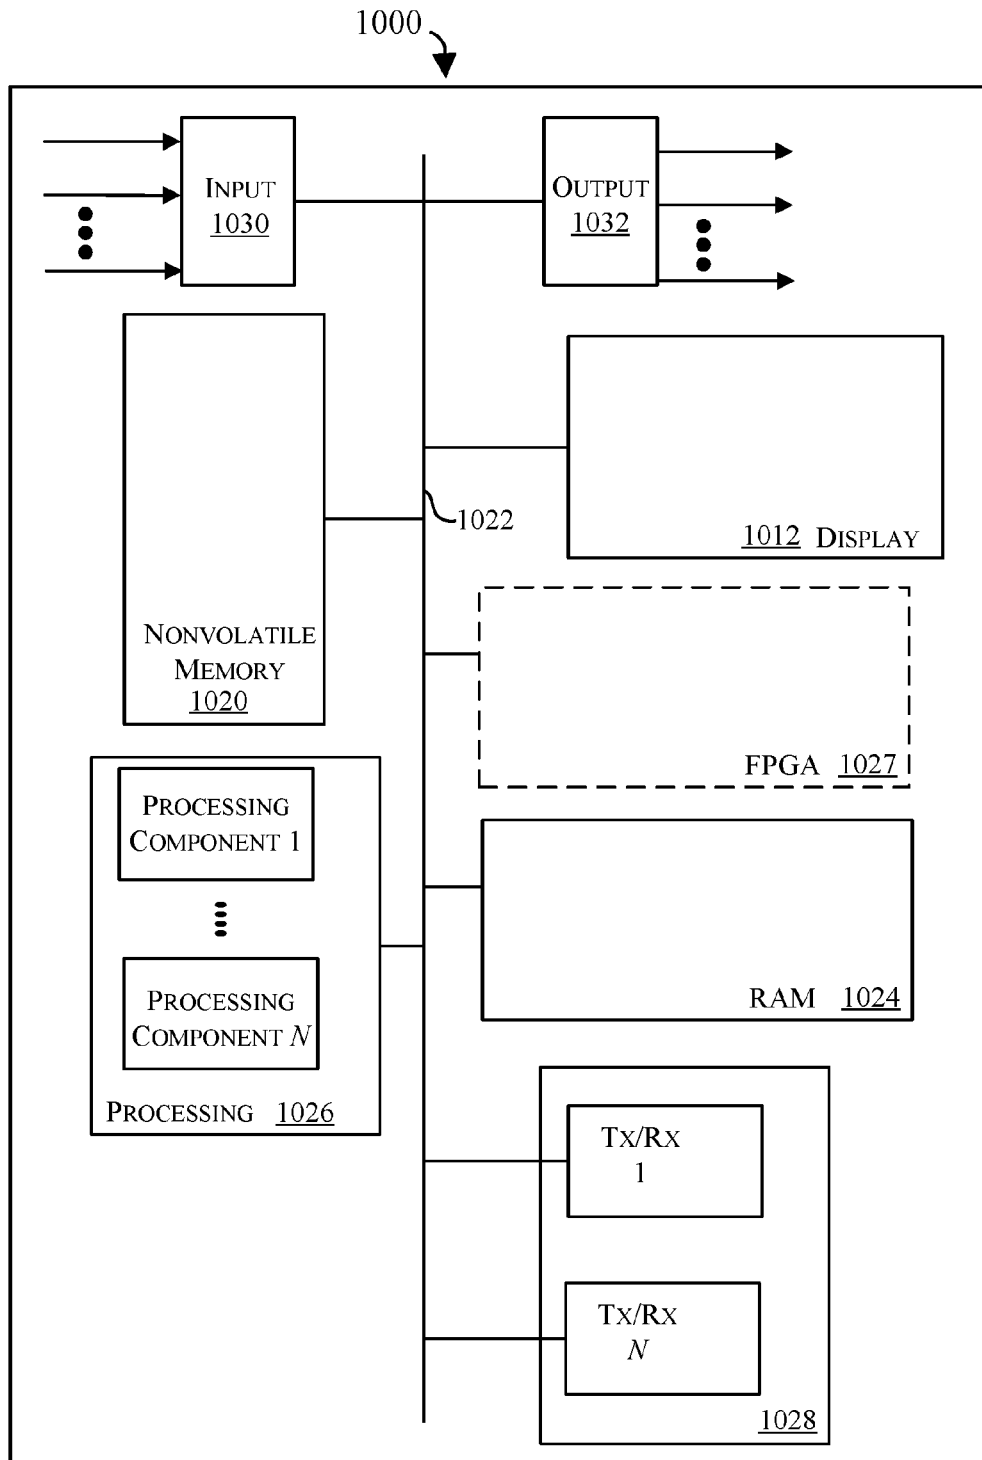 1000
INPUT
1030
OUTPUT
1032
1022
1012 DISPLAY
NONVOLATILE
MEMORY
1020
FPGA 1027
PROCESSING
COMPONENT 1
PROCESSING
COMPONENT N
PROCESSING 1026
RAM 1024
TX/RX
1
TX/RX
N
1028